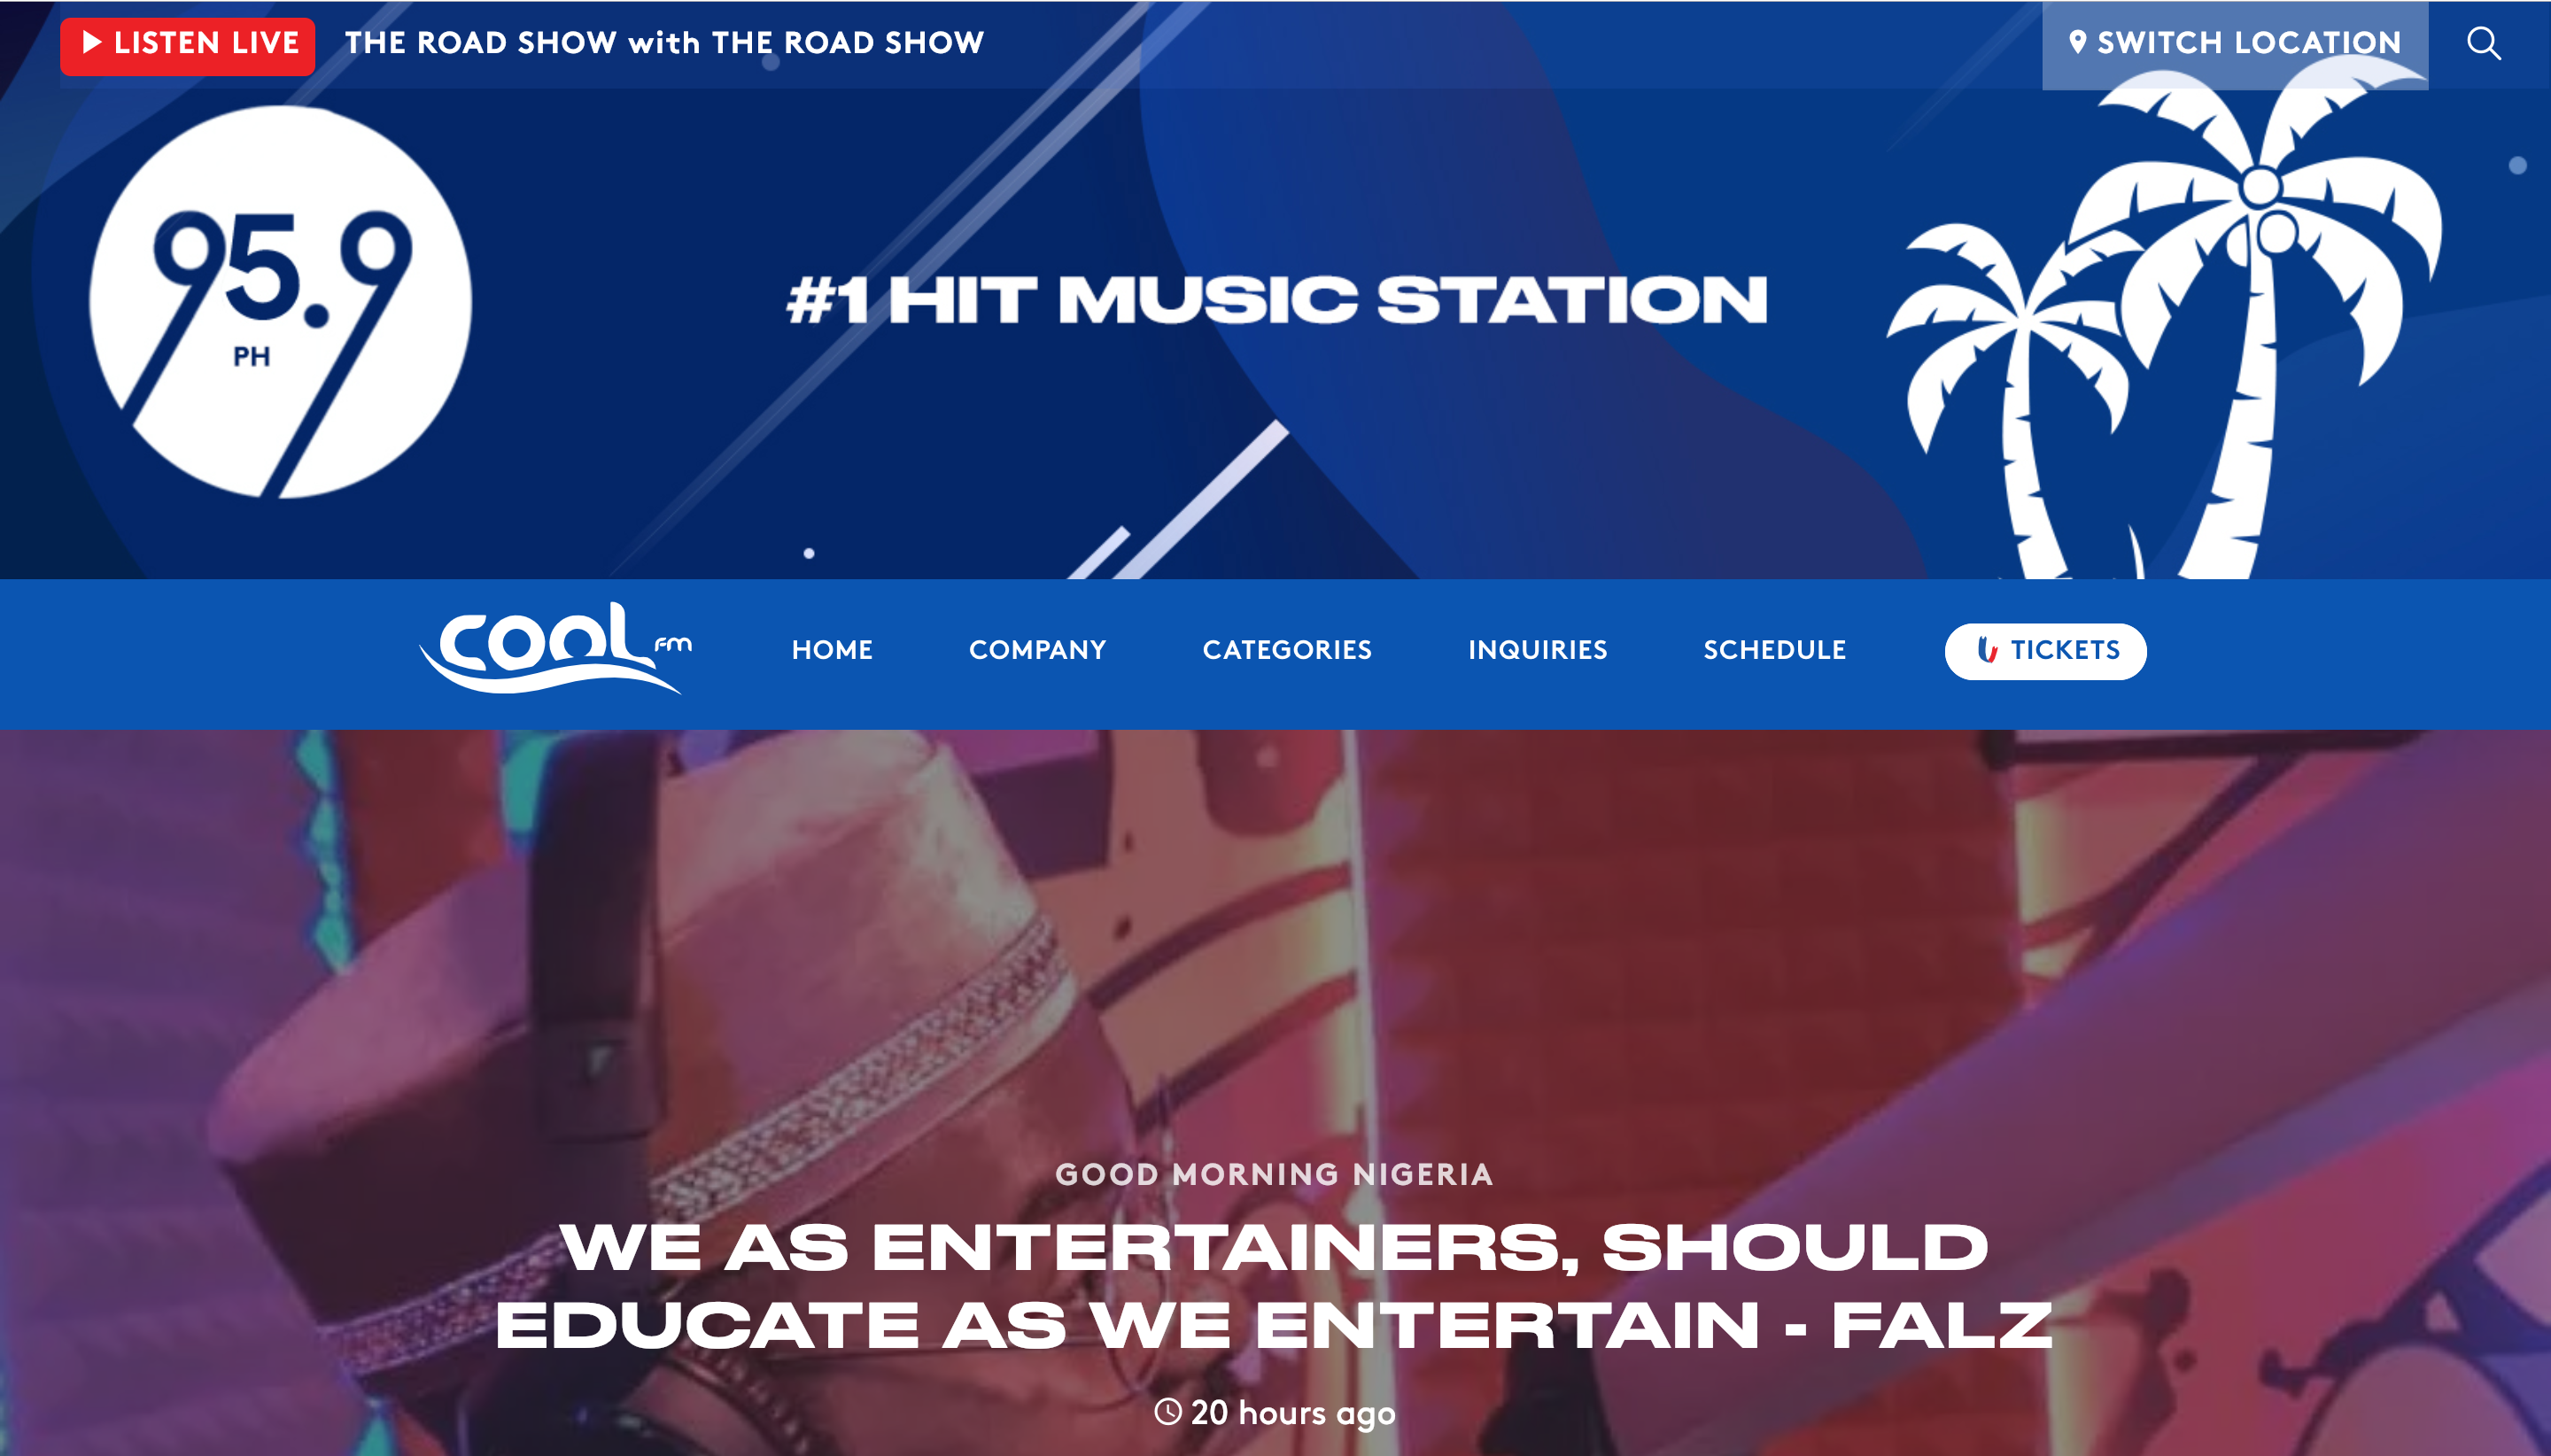 LISTEN LIVE
THE ROAD SHOW with THE ROAD SHOW
SWITCH LOCATION
95.9
PH
#1 HIT MUSIC STATION
cool fm
HOME
COMPANY
CATEGORIES
INQUIRIES
SCHEDULE
TICKETS
GOOD MORNING NIGERIA
WE AS ENTERTAINERS, SHOULD
EDUCATE AS WE ENTERTAIN - FALZ
20 hours ago